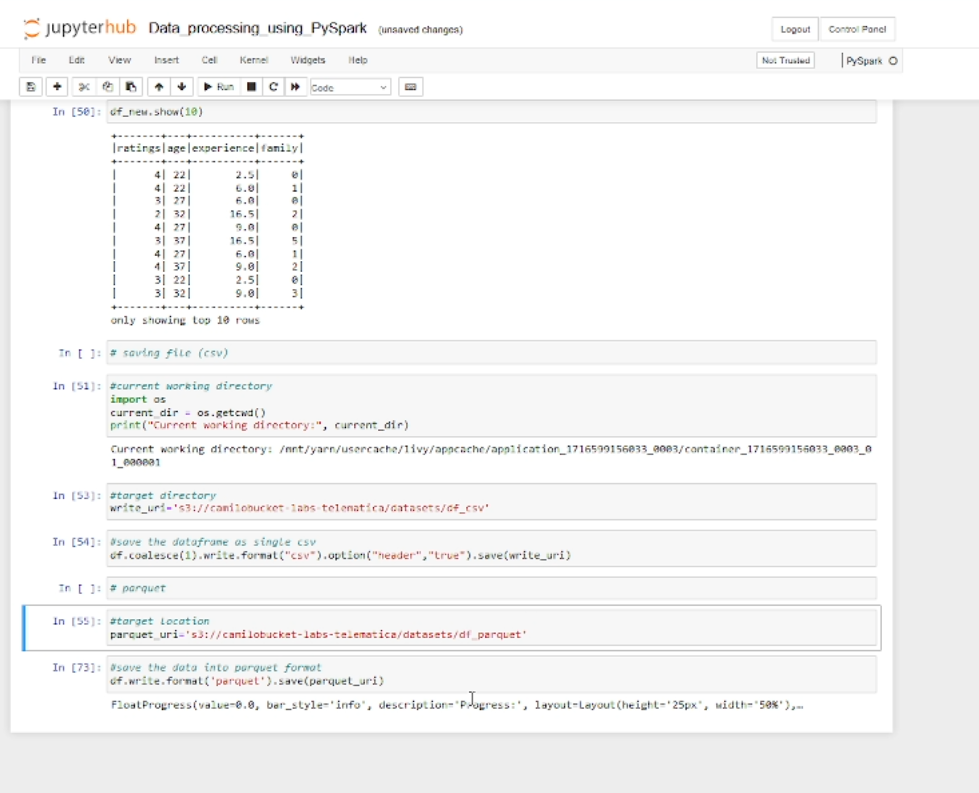 jupyterhub Data_processing_using_PySpark (unsaved changes) Logout Control Panel
File Edit View Insert Cell Kernel Widgets Help Not Trusted PySpark
Run Code
In [50]: df_new.show(10)
+-------+---+----------+------+
|ratings|age|experience|family|
+-------+---+----------+------+
| 4| 22| 2.5| 0|
| 4| 22| 6.0| 1|
| 3| 27| 6.0| 0|
| 2| 32| 16.5| 2|
| 4| 27| 9.0| 0|
| 3| 37| 16.5| 5|
| 4| 27| 6.0| 1|
| 4| 37| 9.0| 2|
| 3| 22| 2.5| 0|
| 3| 32| 9.0| 3|
+-------+---+----------+------+
only showing top 10 rows
In [ ]: # saving file (csv)
In [51]: #current working directory
import os
current_dir = os.getcwd()
print("Current working directory:", current_dir)
Current working directory: /mnt/yarn/usercache/livy/appcache/application_1716599156033_0003/container_1716599156033_0003_0
1_000001
In [53]: #target directory
write_uri='s3://camilobucket-labs-telematica/datasets/df_csv'
In [54]: #save the dataframe as single csv
df.coalesce(1).write.format("csv").option("header","true").save(write_uri)
In [ ]: # parquet
In [55]: #target location
parquet_uri='s3://camilobucket-labs-telematica/datasets/df_parquet'
In [73]: #save the data into parquet format
df.write.format('parquet').save(parquet_uri)
FloatProgress(value=0.0, bar_style='info', description='Progress:', layout=Layout(height='25px', width='50%'),…